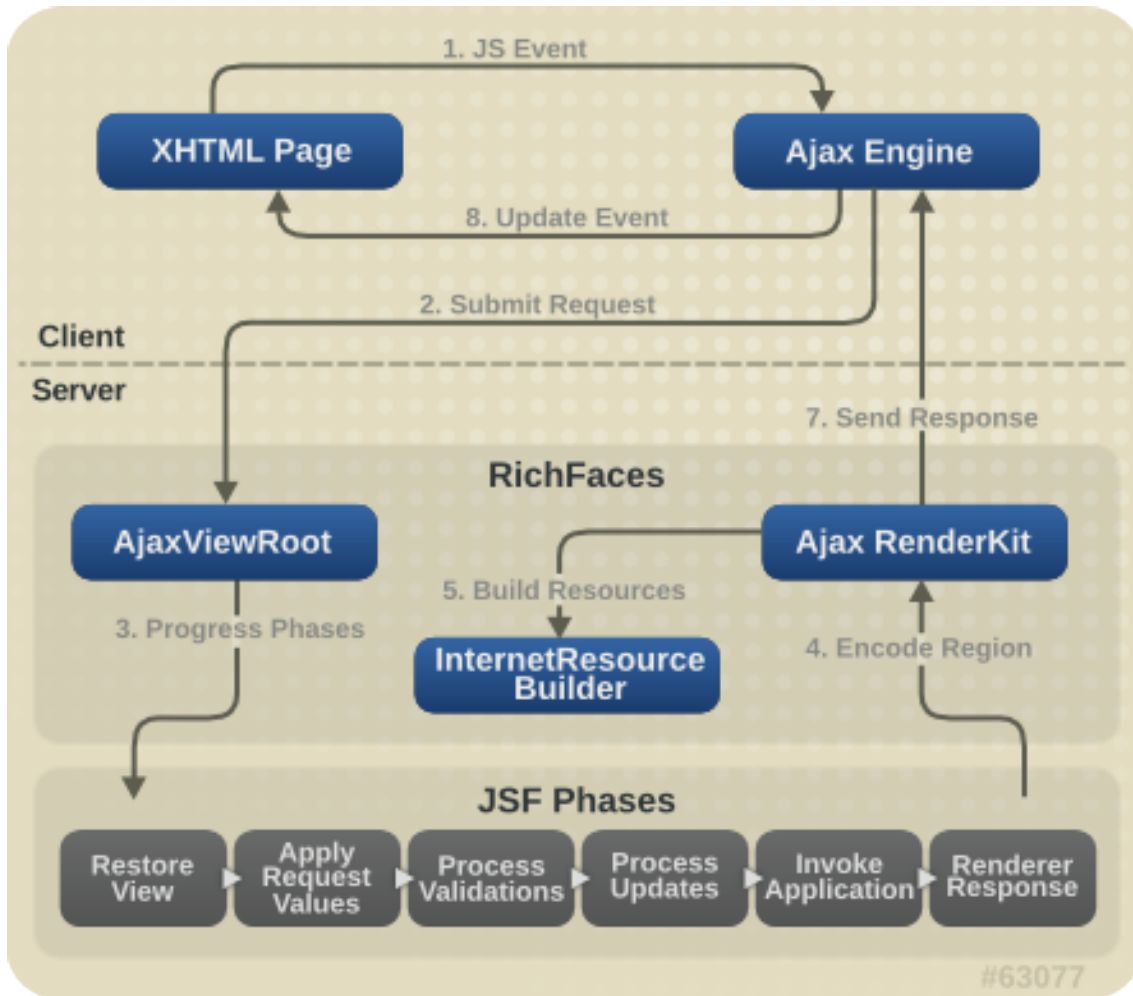 1. JS Event
XHTML Page
Ajax Engine
8. Update Event
2. Submit Request
Client
Server
7. Send Response
RichFaces
AjaxViewRoot
Ajax RenderKit
5. Build Resources
3. Progress Phases
4. Encode Region
InternetResource
Builder
JSF Phases
Restore
View
Apply
Request
Values
Process
Validations
Process
Updates
Invoke
Application
Renderer
Response
#63077